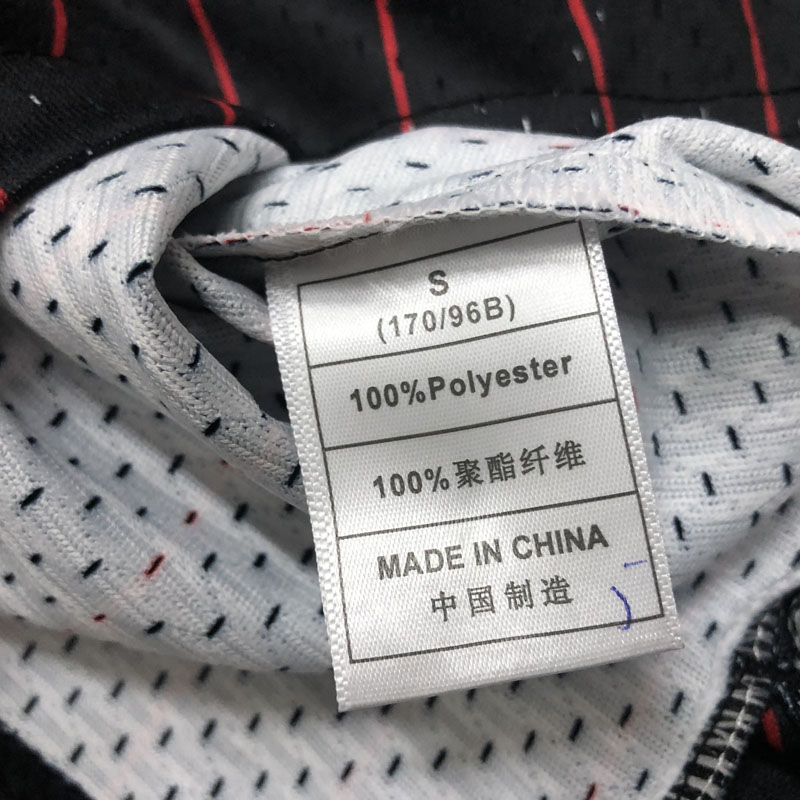 S
(170/96B)
100%Polyester
100%聚酯纤维
MADE IN CHINA
中国制造